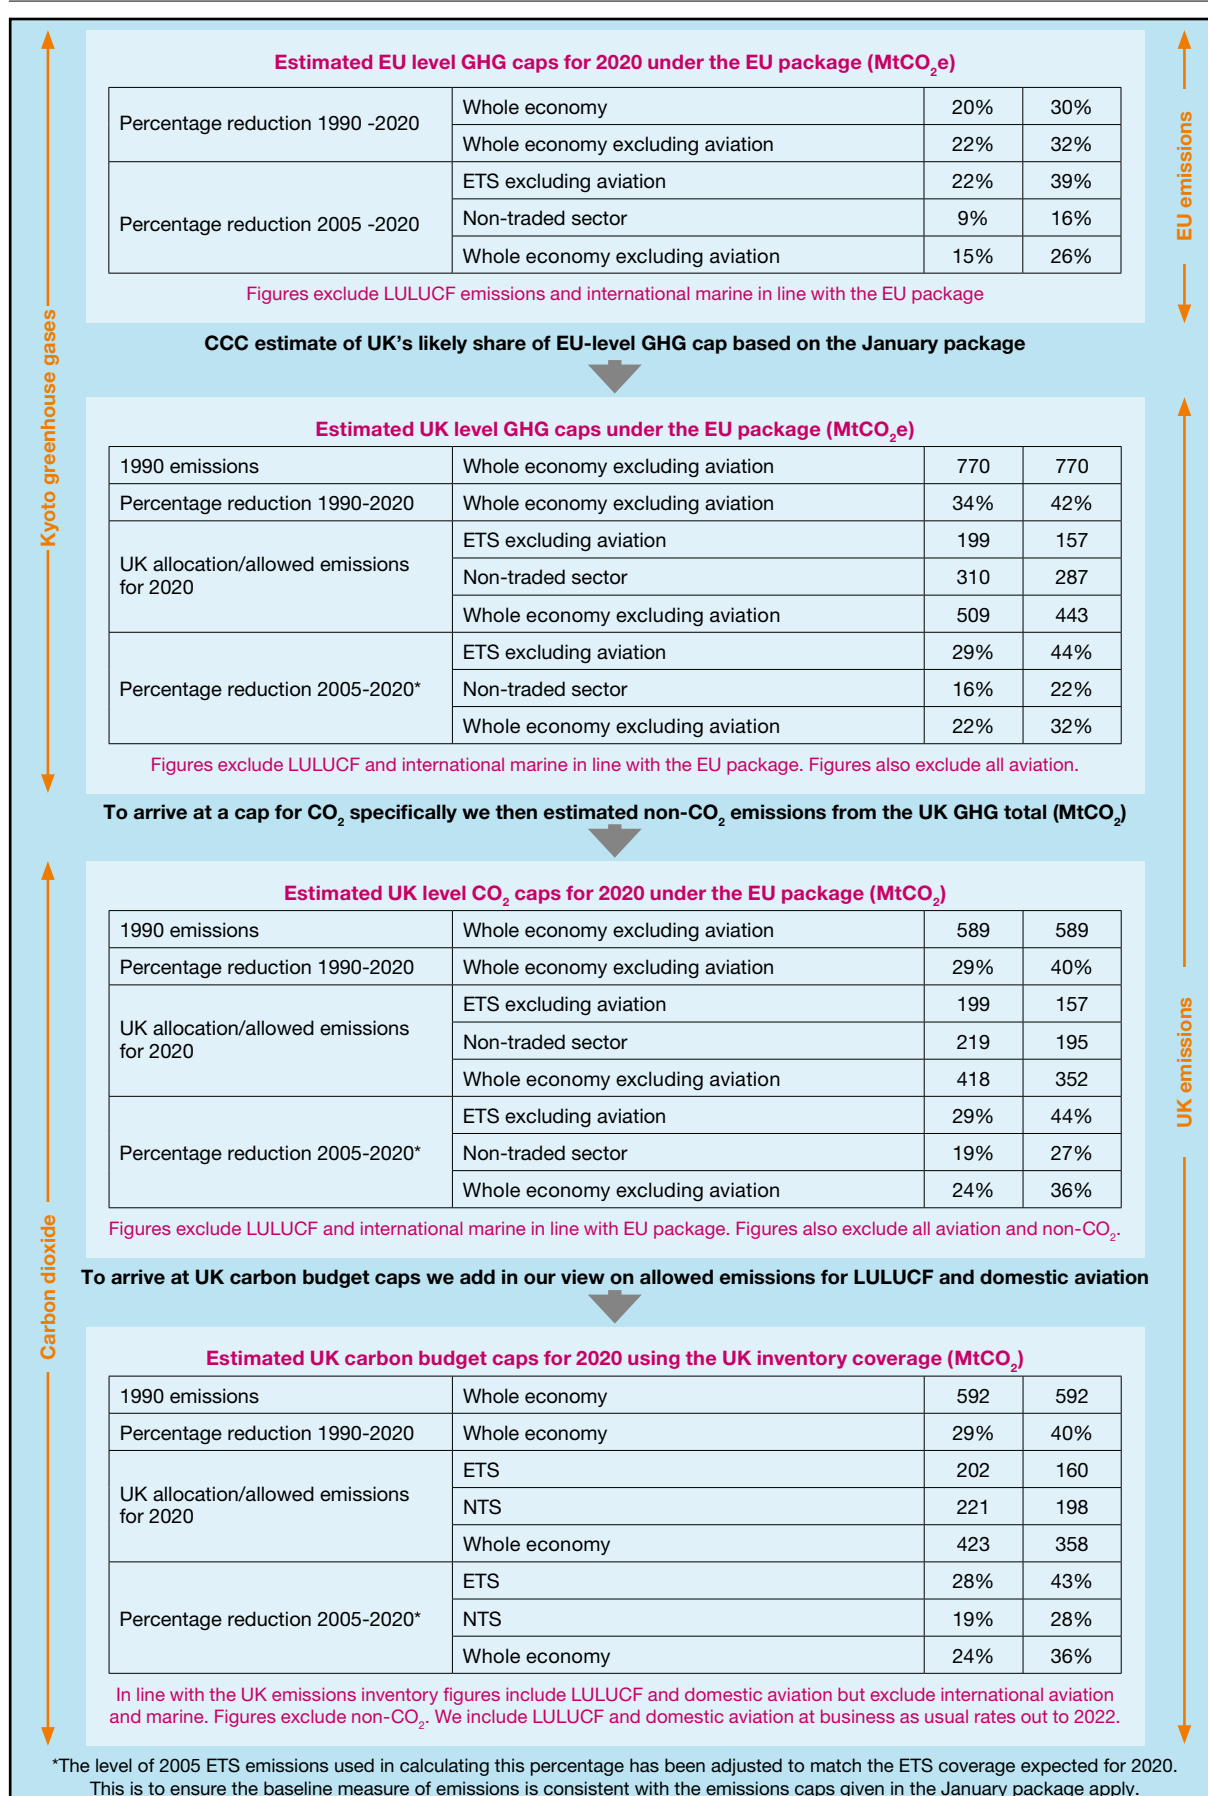 Estimated EU level GHG caps for 2020 under the EU package (MtCO₂e)
Percentage reduction 1990 -2020
Whole economy 20% 30%
Whole economy excluding aviation 22% 32%
Percentage reduction 2005 -2020
ETS excluding aviation 22% 39%
Non-traded sector 9% 16%
Whole economy excluding aviation 15% 26%
Figures exclude LULUCF emissions and international marine in line with the EU package
EU emissions
Kyoto greenhouse gases
CCC estimate of UK's likely share of EU-level GHG cap based on the January package
Estimated UK level GHG caps under the EU package (MtCO₂e)
1990 emissions Whole economy excluding aviation 770 770
Percentage reduction 1990-2020 Whole economy excluding aviation 34% 42%
UK allocation/allowed emissions
for 2020
ETS excluding aviation 199 157
Non-traded sector 310 287
Whole economy excluding aviation 509 443
Percentage reduction 2005-2020*
ETS excluding aviation 29% 44%
Non-traded sector 16% 22%
Whole economy excluding aviation 22% 32%
Figures exclude LULUCF and international marine in line with the EU package. Figures also exclude all aviation.
To arrive at a cap for CO₂ specifically we then estimated non-CO₂ emissions from the UK GHG total (MtCO₂)
Estimated UK level CO₂ caps for 2020 under the EU package (MtCO₂)
1990 emissions Whole economy excluding aviation 589 589
Percentage reduction 1990-2020 Whole economy excluding aviation 29% 40%
UK allocation/allowed emissions
for 2020
ETS excluding aviation 199 157
Non-traded sector 219 195
Whole economy excluding aviation 418 352
Percentage reduction 2005-2020*
ETS excluding aviation 29% 44%
Non-traded sector 19% 27%
Whole economy excluding aviation 24% 36%
Figures exclude LULUCF and international marine in line with EU package. Figures also exclude all aviation and non-CO₂.
UK emissions
Carbon dioxide
To arrive at UK carbon budget caps we add in our view on allowed emissions for LULUCF and domestic aviation
Estimated UK carbon budget caps for 2020 using the UK inventory coverage (MtCO₂)
1990 emissions Whole economy 592 592
Percentage reduction 1990-2020 Whole economy 29% 40%
UK allocation/allowed emissions
for 2020
ETS 202 160
NTS 221 198
Whole economy 423 358
Percentage reduction 2005-2020*
ETS 28% 43%
NTS 19% 28%
Whole economy 24% 36%
In line with the UK emissions inventory figures include LULUCF and domestic aviation but exclude international aviation
and marine. Figures exclude non-CO₂. We include LULUCF and domestic aviation at business as usual rates out to 2022.
*The level of 2005 ETS emissions used in calculating this percentage has been adjusted to match the ETS coverage expected for 2020.
This is to ensure the baseline measure of emissions is consistent with the emissions caps given in the January package apply.